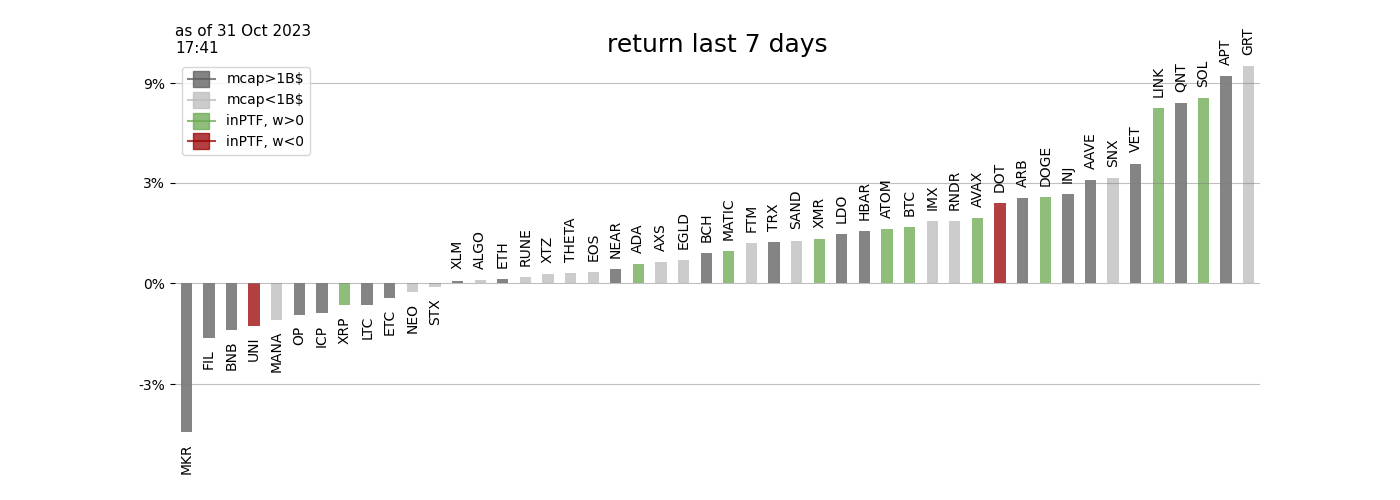 as of 31 Oct 2023
17:41
return last 7 days
mcap>1B$
mcap<1B$
inPTF, w>0
inPTF, w<0
9%
3%
0%
-3%
MKR
FIL
BNB
UNI
MANA
OP
ICP
XRP
LTC
ETC
NEO
STX
XLM
ALGO
ETH
RUNE
XTZ
THETA
EOS
NEAR
ADA
AXS
EGLD
BCH
MATIC
FTM
TRX
SAND
XMR
LDO
HBAR
ATOM
BTC
IMX
RNDR
AVAX
DOT
ARB
DOGE
INJ
AAVE
SNX
VET
LINK
QNT
SOL
APT
GRT